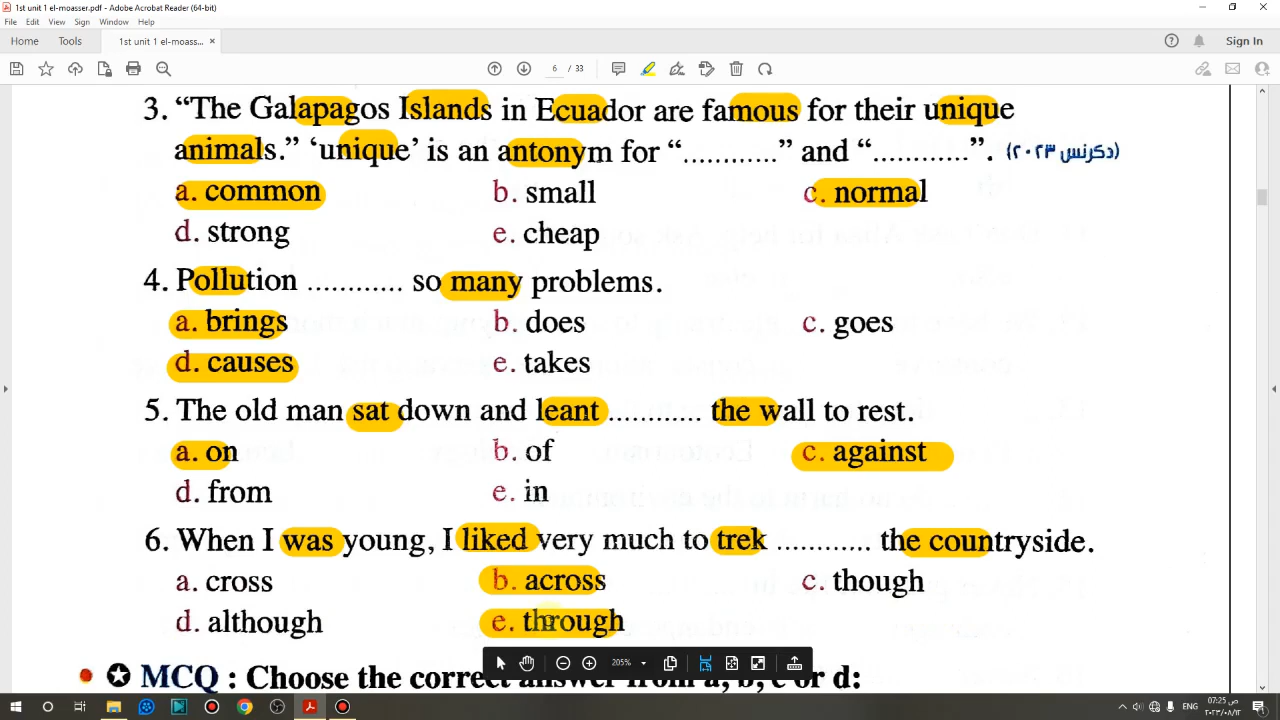 1st unit 1 el-moasser.pdf - Adobe Acrobat Reader (64-bit)
File Edit View Sign Window Help
Home Tools 1st unit 1 el-moass... × Sign In
6 / 33
3. “The Galapagos Islands in Ecuador are famous for their unique
animals.” ‘unique’ is an antonym for “............” and “............”. (دكرنس ٢٠٢٣)
a. common b. small c. normal
d. strong e. cheap
4. Pollution ............ so many problems.
a. brings b. does c. goes
d. causes e. takes
5. The old man sat down and leant ............ the wall to rest.
a. on b. of c. against
d. from e. in
6. When I was young, I liked very much to trek ............ the countryside.
a. cross b. across c. though
d. although e. through
205%
MCQ : Choose the correct answer from a, b, c or d:
ENG 07:25 ص
٢٠٢٣/٠٨/١٢